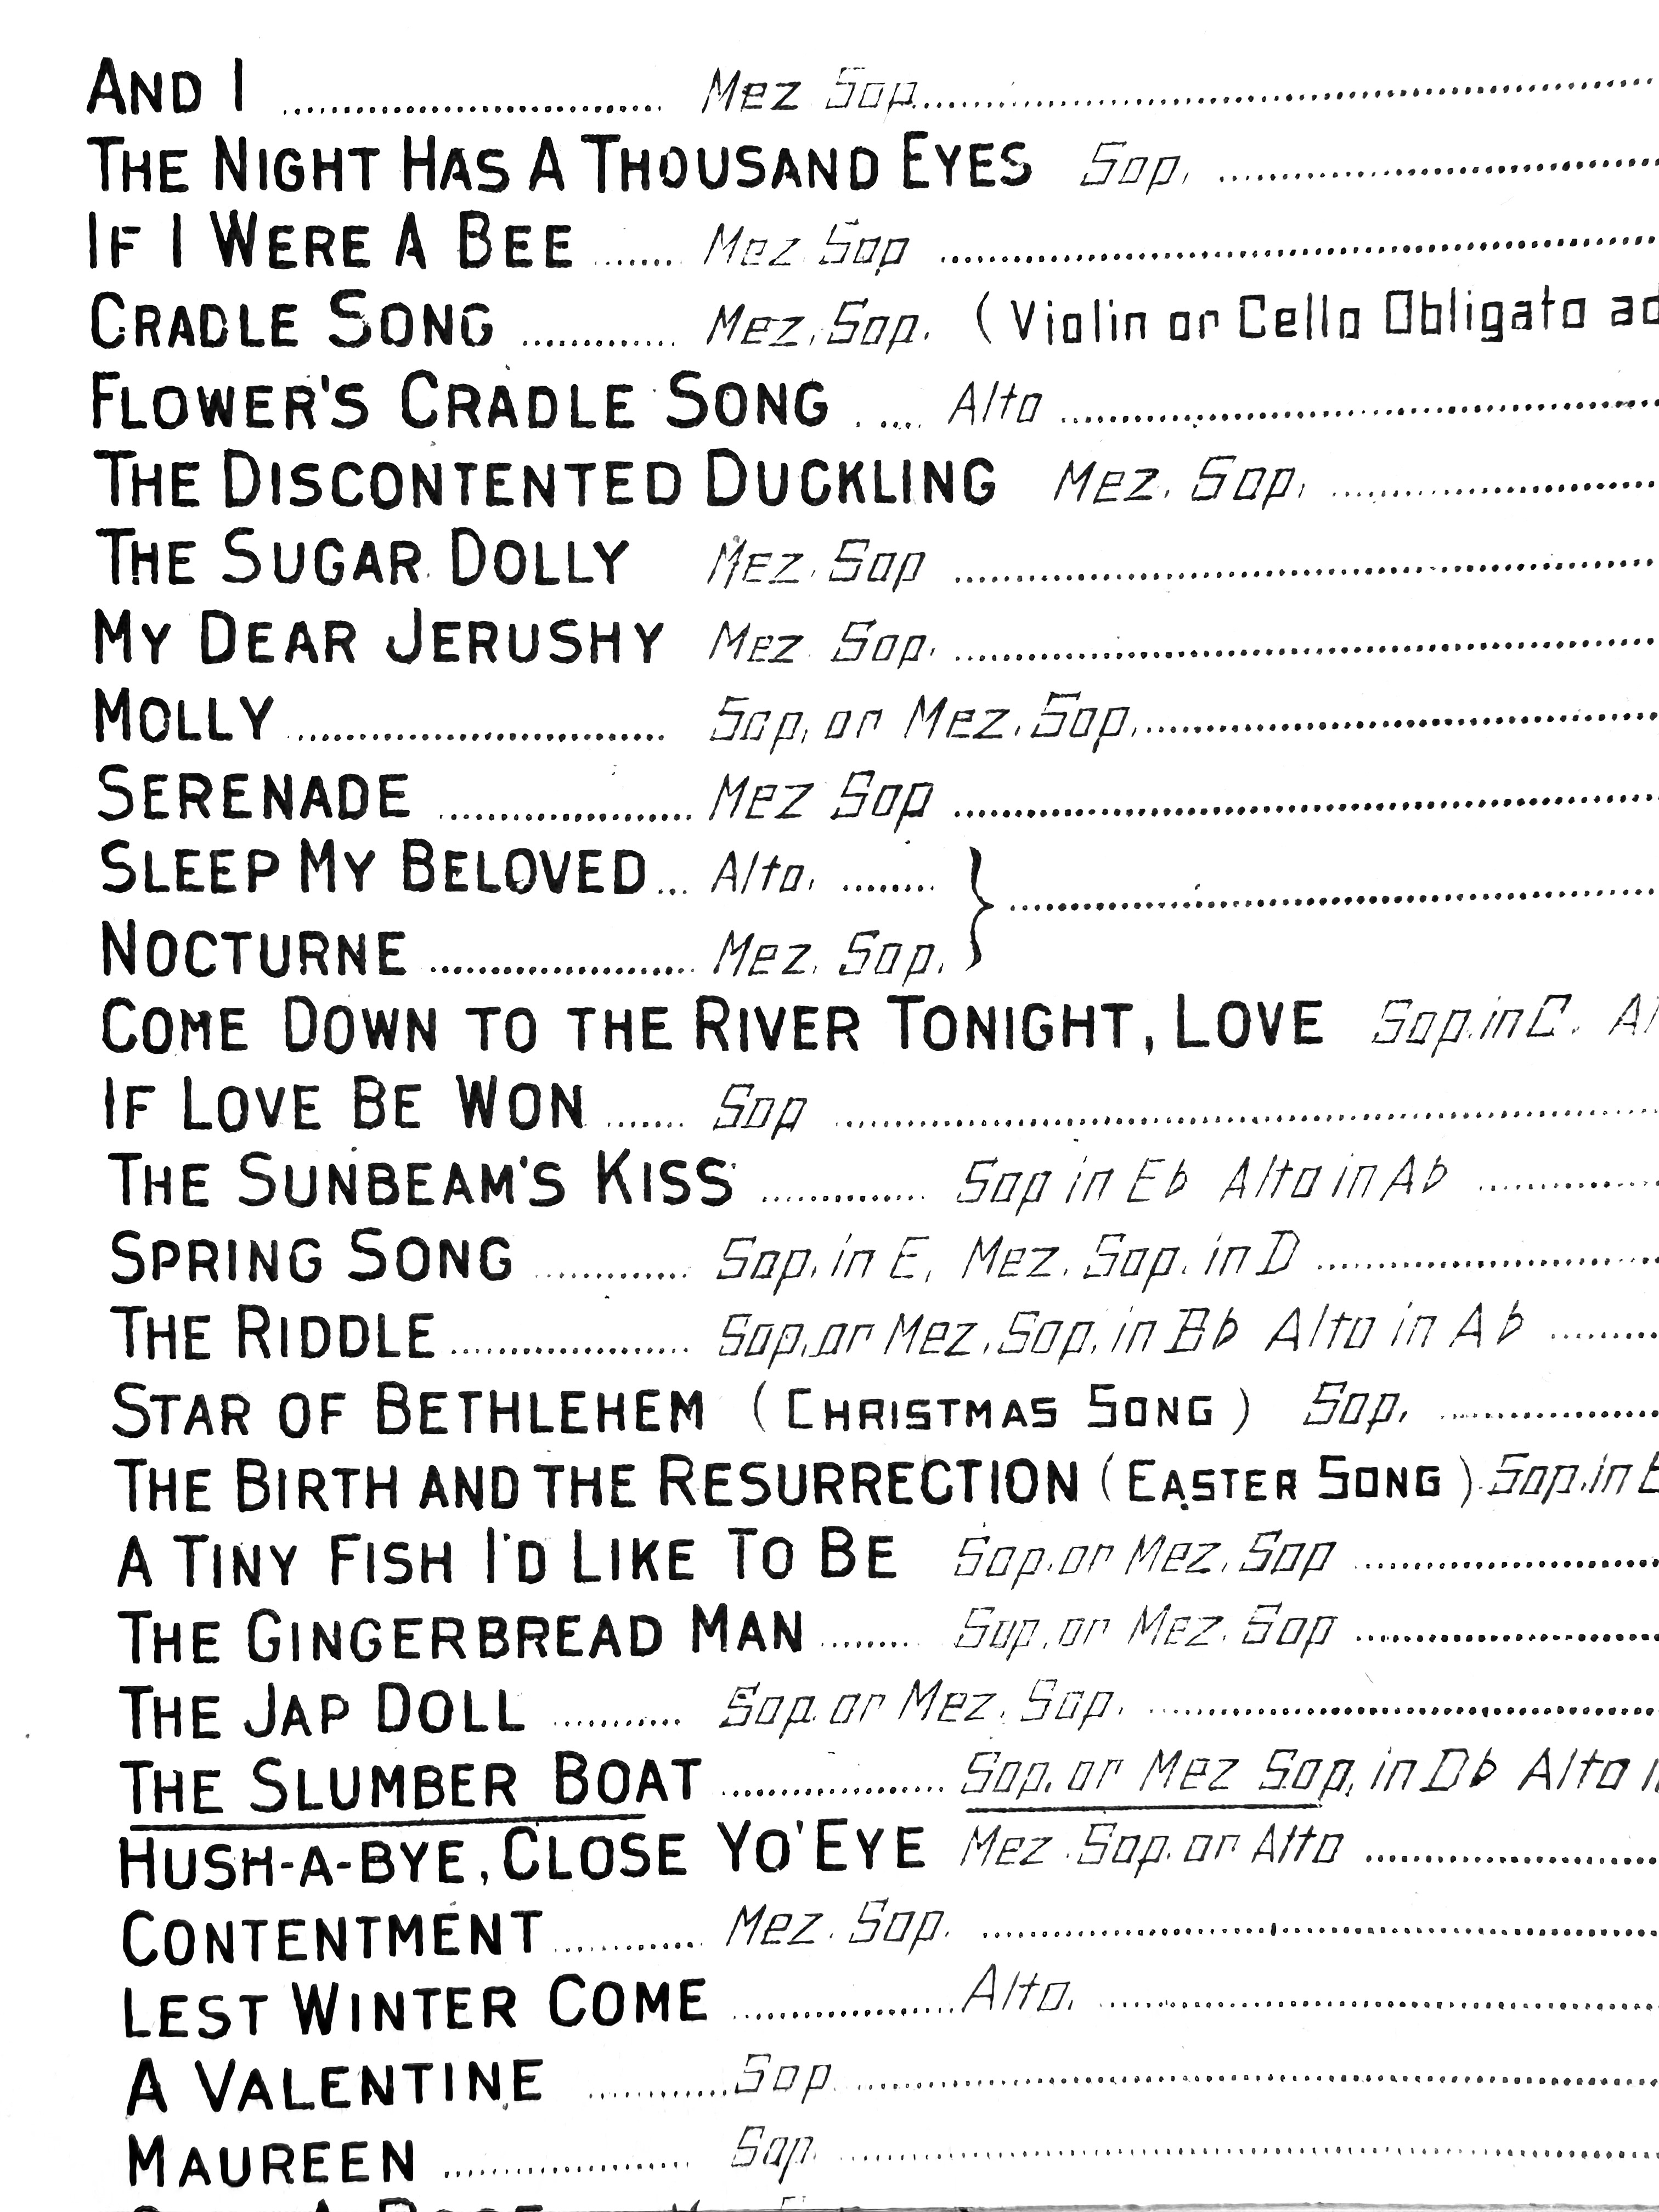 AND I .............................. Mez Sop.............................
THE NIGHT HAS A THOUSAND EYES Sop. ..............................
IF I WERE A BEE ....... Mez Sop ..............................
CRADLE SONG ............. Mez. Sop. (Violin or Cello Obligato ad
FLOWER'S CRADLE SONG ..... Alto ..............................
THE DISCONTENTED DUCKLING Mez. Sop. ..............................
THE SUGAR DOLLY Mez. Sop ..............................
MY DEAR JERUSHY Mez Sop. ..............................
MOLLY .............................. Sop. or Mez. Sop...............................
SERENADE ..................... Mez Sop ..............................
SLEEP MY BELOVED... Alto. ........ } ..............................
NOCTURNE ...................... Mez. Sop.
COME DOWN TO THE RIVER TONIGHT, LOVE Sop. in C. Al
IF LOVE BE WON ....... Sop ..............................
THE SUNBEAM'S KISS .............. Sop in E♭ Alto in A♭ ..............
SPRING SONG ............. Sop. in E, Mez. Sop. in D ..............................
THE RIDDLE .................... Sop. or Mez. Sop. in B♭ Alto in A♭ .........
STAR OF BETHLEHEM (CHRISTMAS SONG) Sop. ....................
THE BIRTH AND THE RESURRECTION (EASTER SONG) Sop. in
A TINY FISH I'D LIKE TO BE Sop. or Mez. Sop ..............................
THE GINGERBREAD MAN ........ Sop. or Mez. Sop ..............................
THE JAP DOLL ........... Sop. or Mez. Sop. ..............................
THE SLUMBER BOAT ................... Sop. or Mez Sop. in D♭ Alto
HUSH-A-BYE, CLOSE YO' EYE Mez. Sop. or Alto ..............................
CONTENTMENT ............. Mez. Sop. ..............................
LEST WINTER COME ................... Alto. ..............................
A VALENTINE ............ Sop. ..............................
MAUREEN ..................... Sop. ..............................